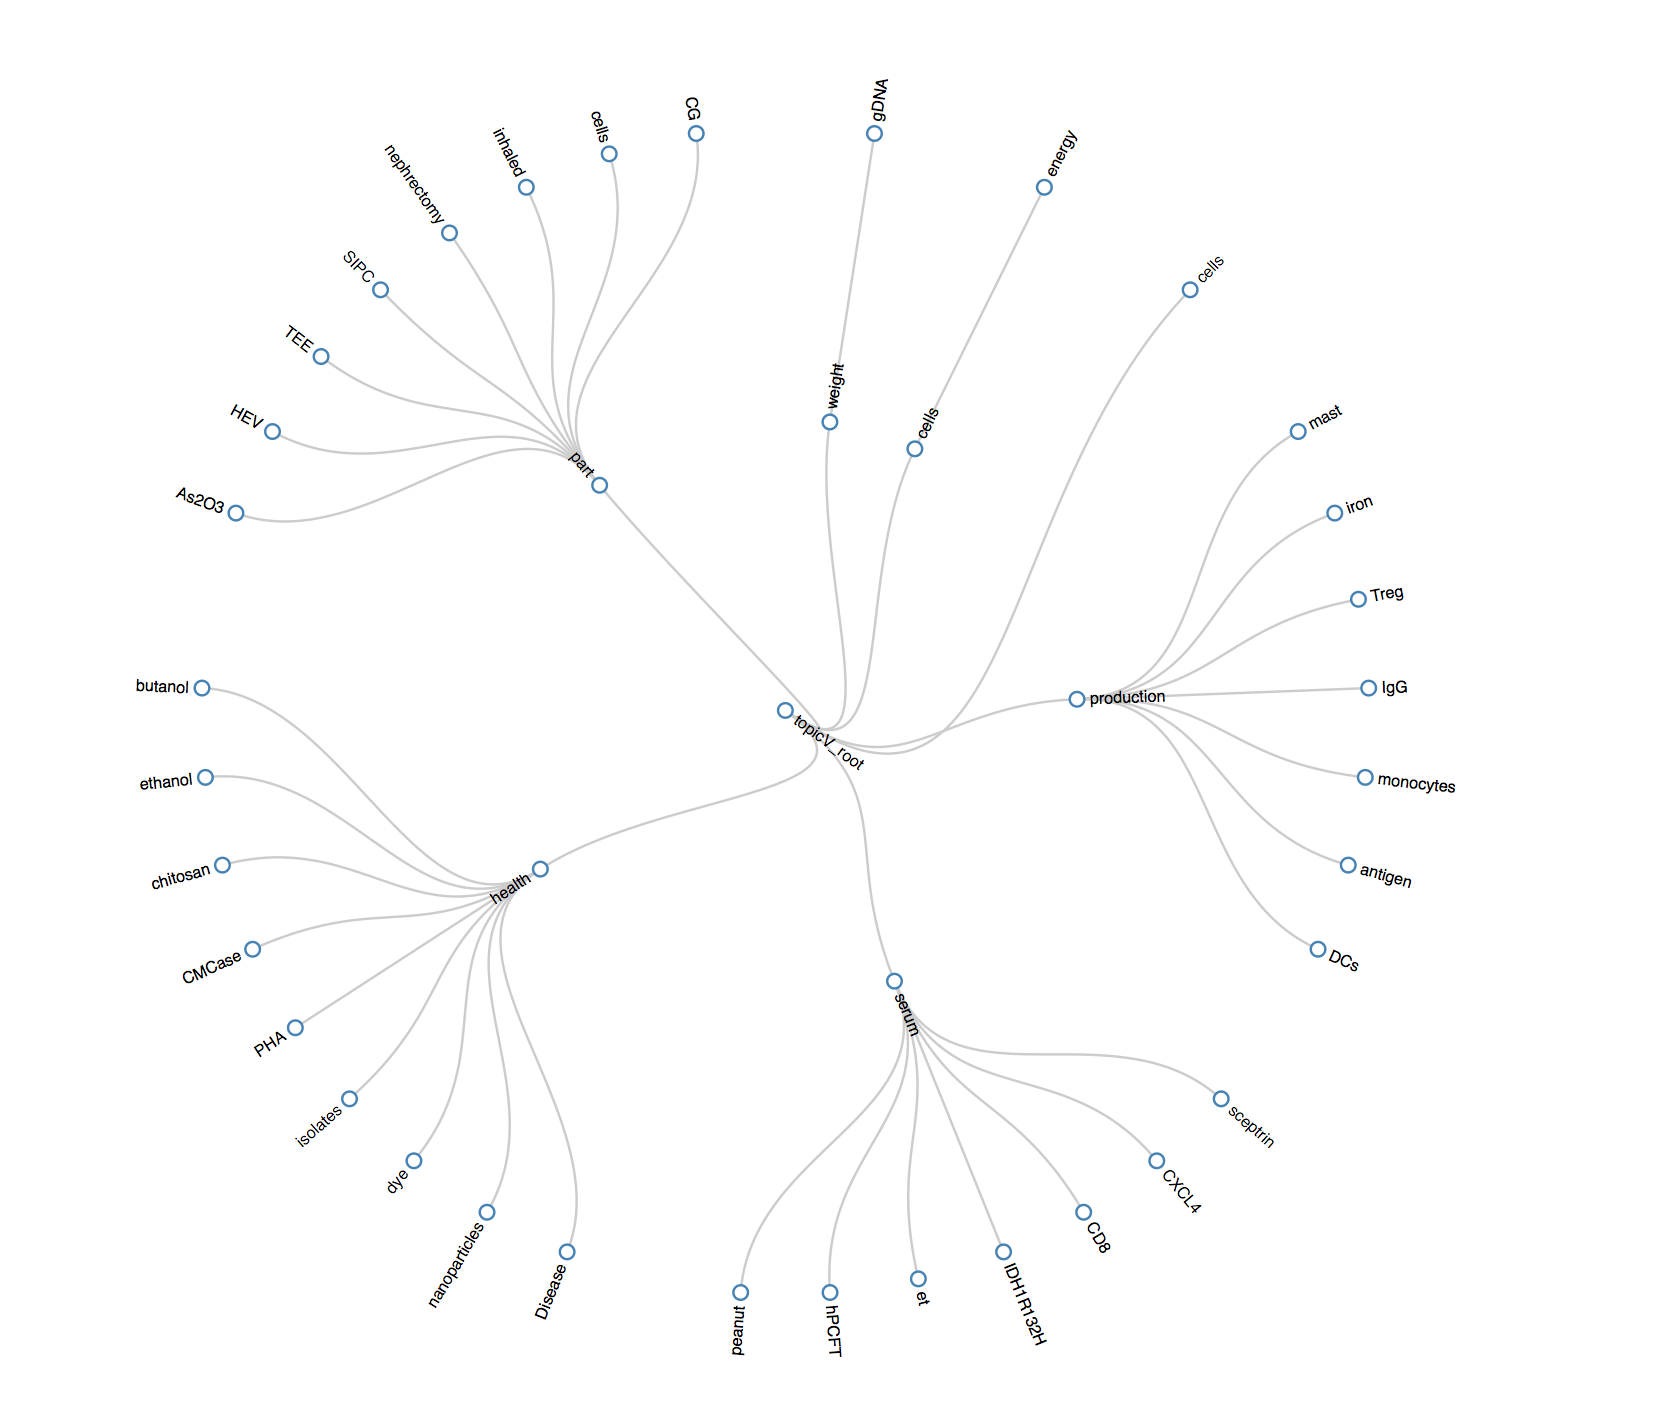 gDNA
CG
cells
energy
inhaled
nephrectomy
SIPC
cells
TEE
weight
HEV
cells
mast
part
As2O3
iron
Treg
butanol
IgG
production
topicV_root
ethanol
monocytes
chitosan
health
antigen
CMCase
DCs
serum
PHA
isolates
sceptrin
dye
CXCL4
nanoparticles
CD8
Disease
et
IDH1R132H
peanut
hPCFT